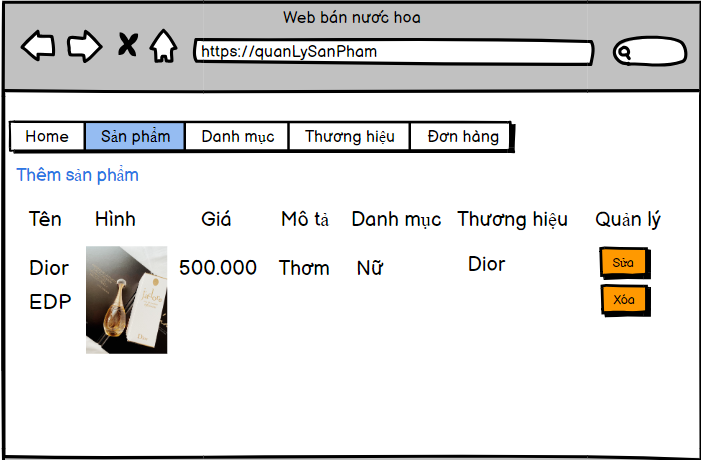 Web bán nước hoa
https://quanLySanPham
Home Sản phẩm Danh mục Thương hiệu Đơn hàng
Thêm sản phẩm
Tên Hình Giá Mô tả Danh mục Thương hiệu Quản lý
Dior EDP 500.000 Thơm Nữ Dior Sửa
Xóa
J'adore
Dior